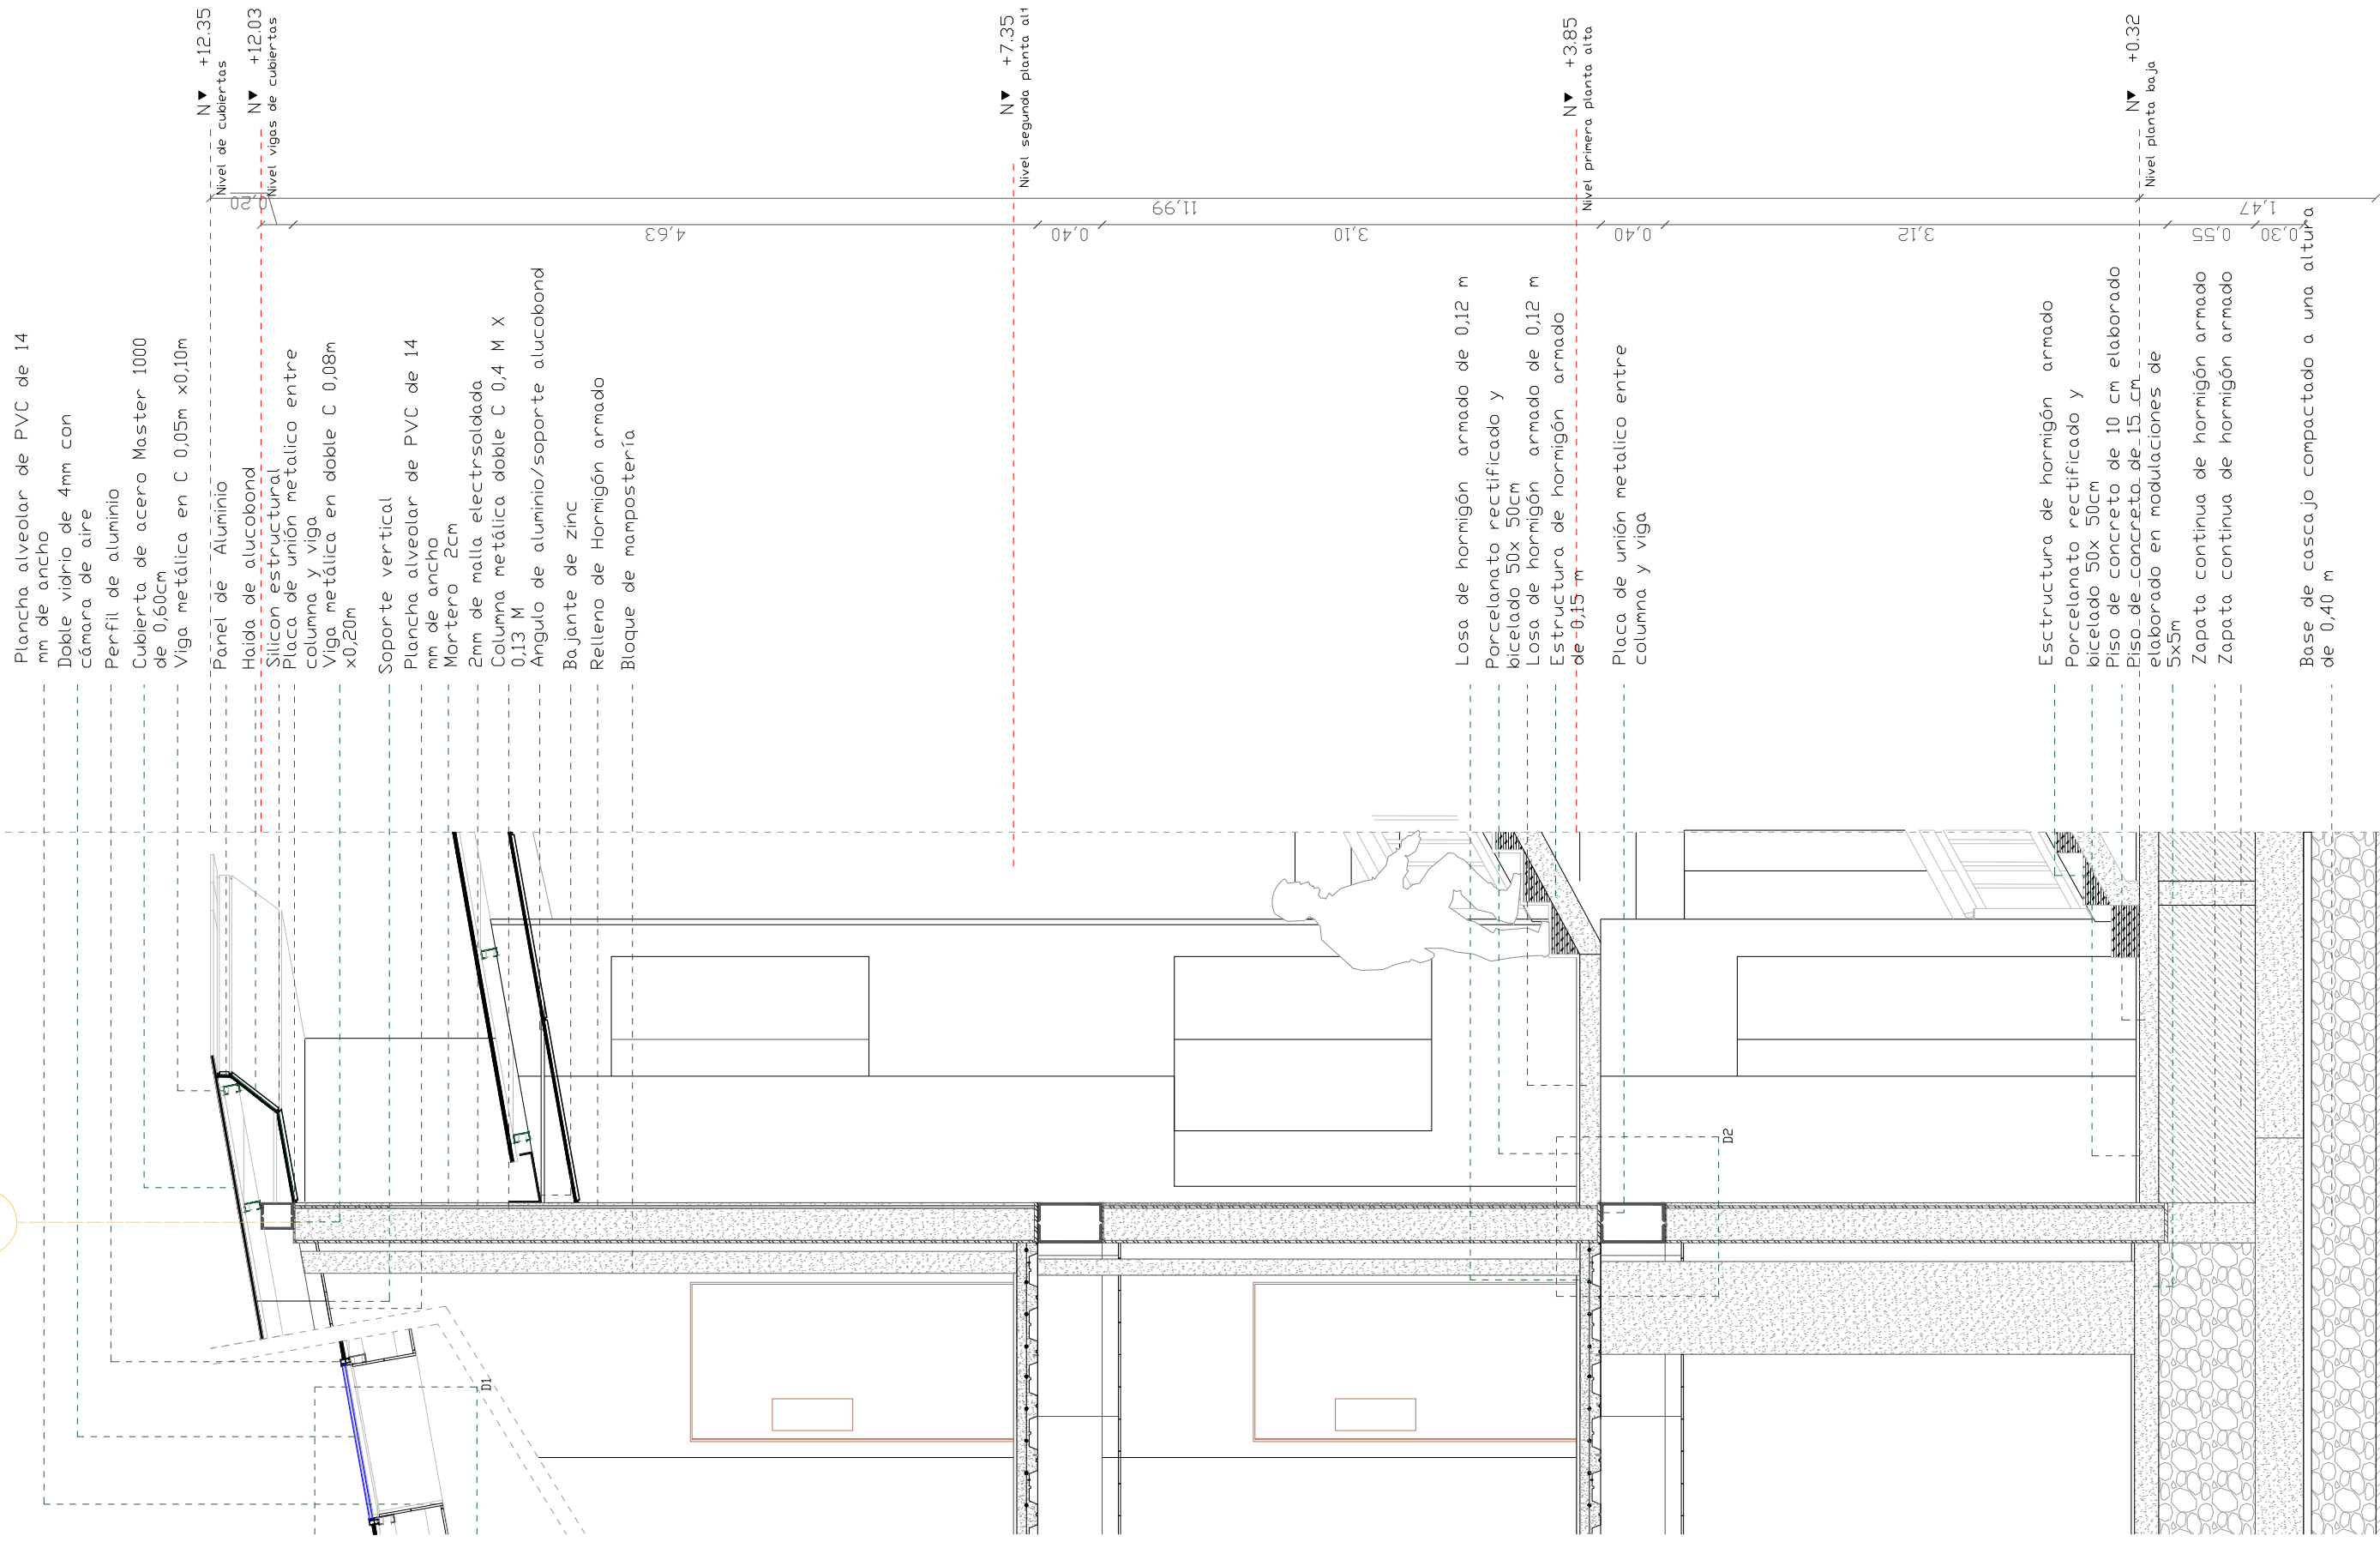 N▼ +12.35
Nivel de cubiertas
N▼ +12.03
Nivel vigas de cubiertas
N▼ +7.35
Nivel segunda planta alt
N▼ +3.85
Nivel primera planta alta
N▼ +0.32
Nivel planta baja
0,20
11,99
1,47
4,63
0,40
3,10
0,40
3,12
0,55
0,30
Plancha alveolar de PVC de 14
mm de ancho
Doble vidrio de 4mm con
cámara de aire
Perfil de aluminio
Cubierta de acero Master 1000
de 0,60cm
Viga metálica en C 0,05m x0,10m
Panel de Aluminio
Haida de alucobond
Silicon estructural
Placa de unión metalico entre
columna y viga
Viga metálica en doble C 0,08m
x0,20m
Soporte vertical
Plancha alveolar de PVC de 14
mm de ancho
Mortero 2cm
2mm de malla electrsoldada
Columna metálica doble C 0,4 M X
0,13 M
Angulo de aluminio/soporte alucobond
Bajante de zinc
Relleno de Hormigón armado
Bloque de mampostería
Losa de hormigón armado de 0,12 m
Porcelanato rectificado y
bicelado 50x 50cm
Losa de hormigón armado de 0,12 m
Estructura de hormigón armado
de 0,15 m
Placa de unión metalico entre
columna y viga
Esctructura de hormigón armado
Porcelanato rectificado y
bicelado 50x 50cm
Piso de concreto de 10 cm elaborado
Piso de concreto de 15 cm
elaborado en modulaciones de
5x5m
Zapata continua de hormigón armado
Zapata continua de hormigón armado
Base de cascajo compactado a una altura
de 0,40 m
D1
D2